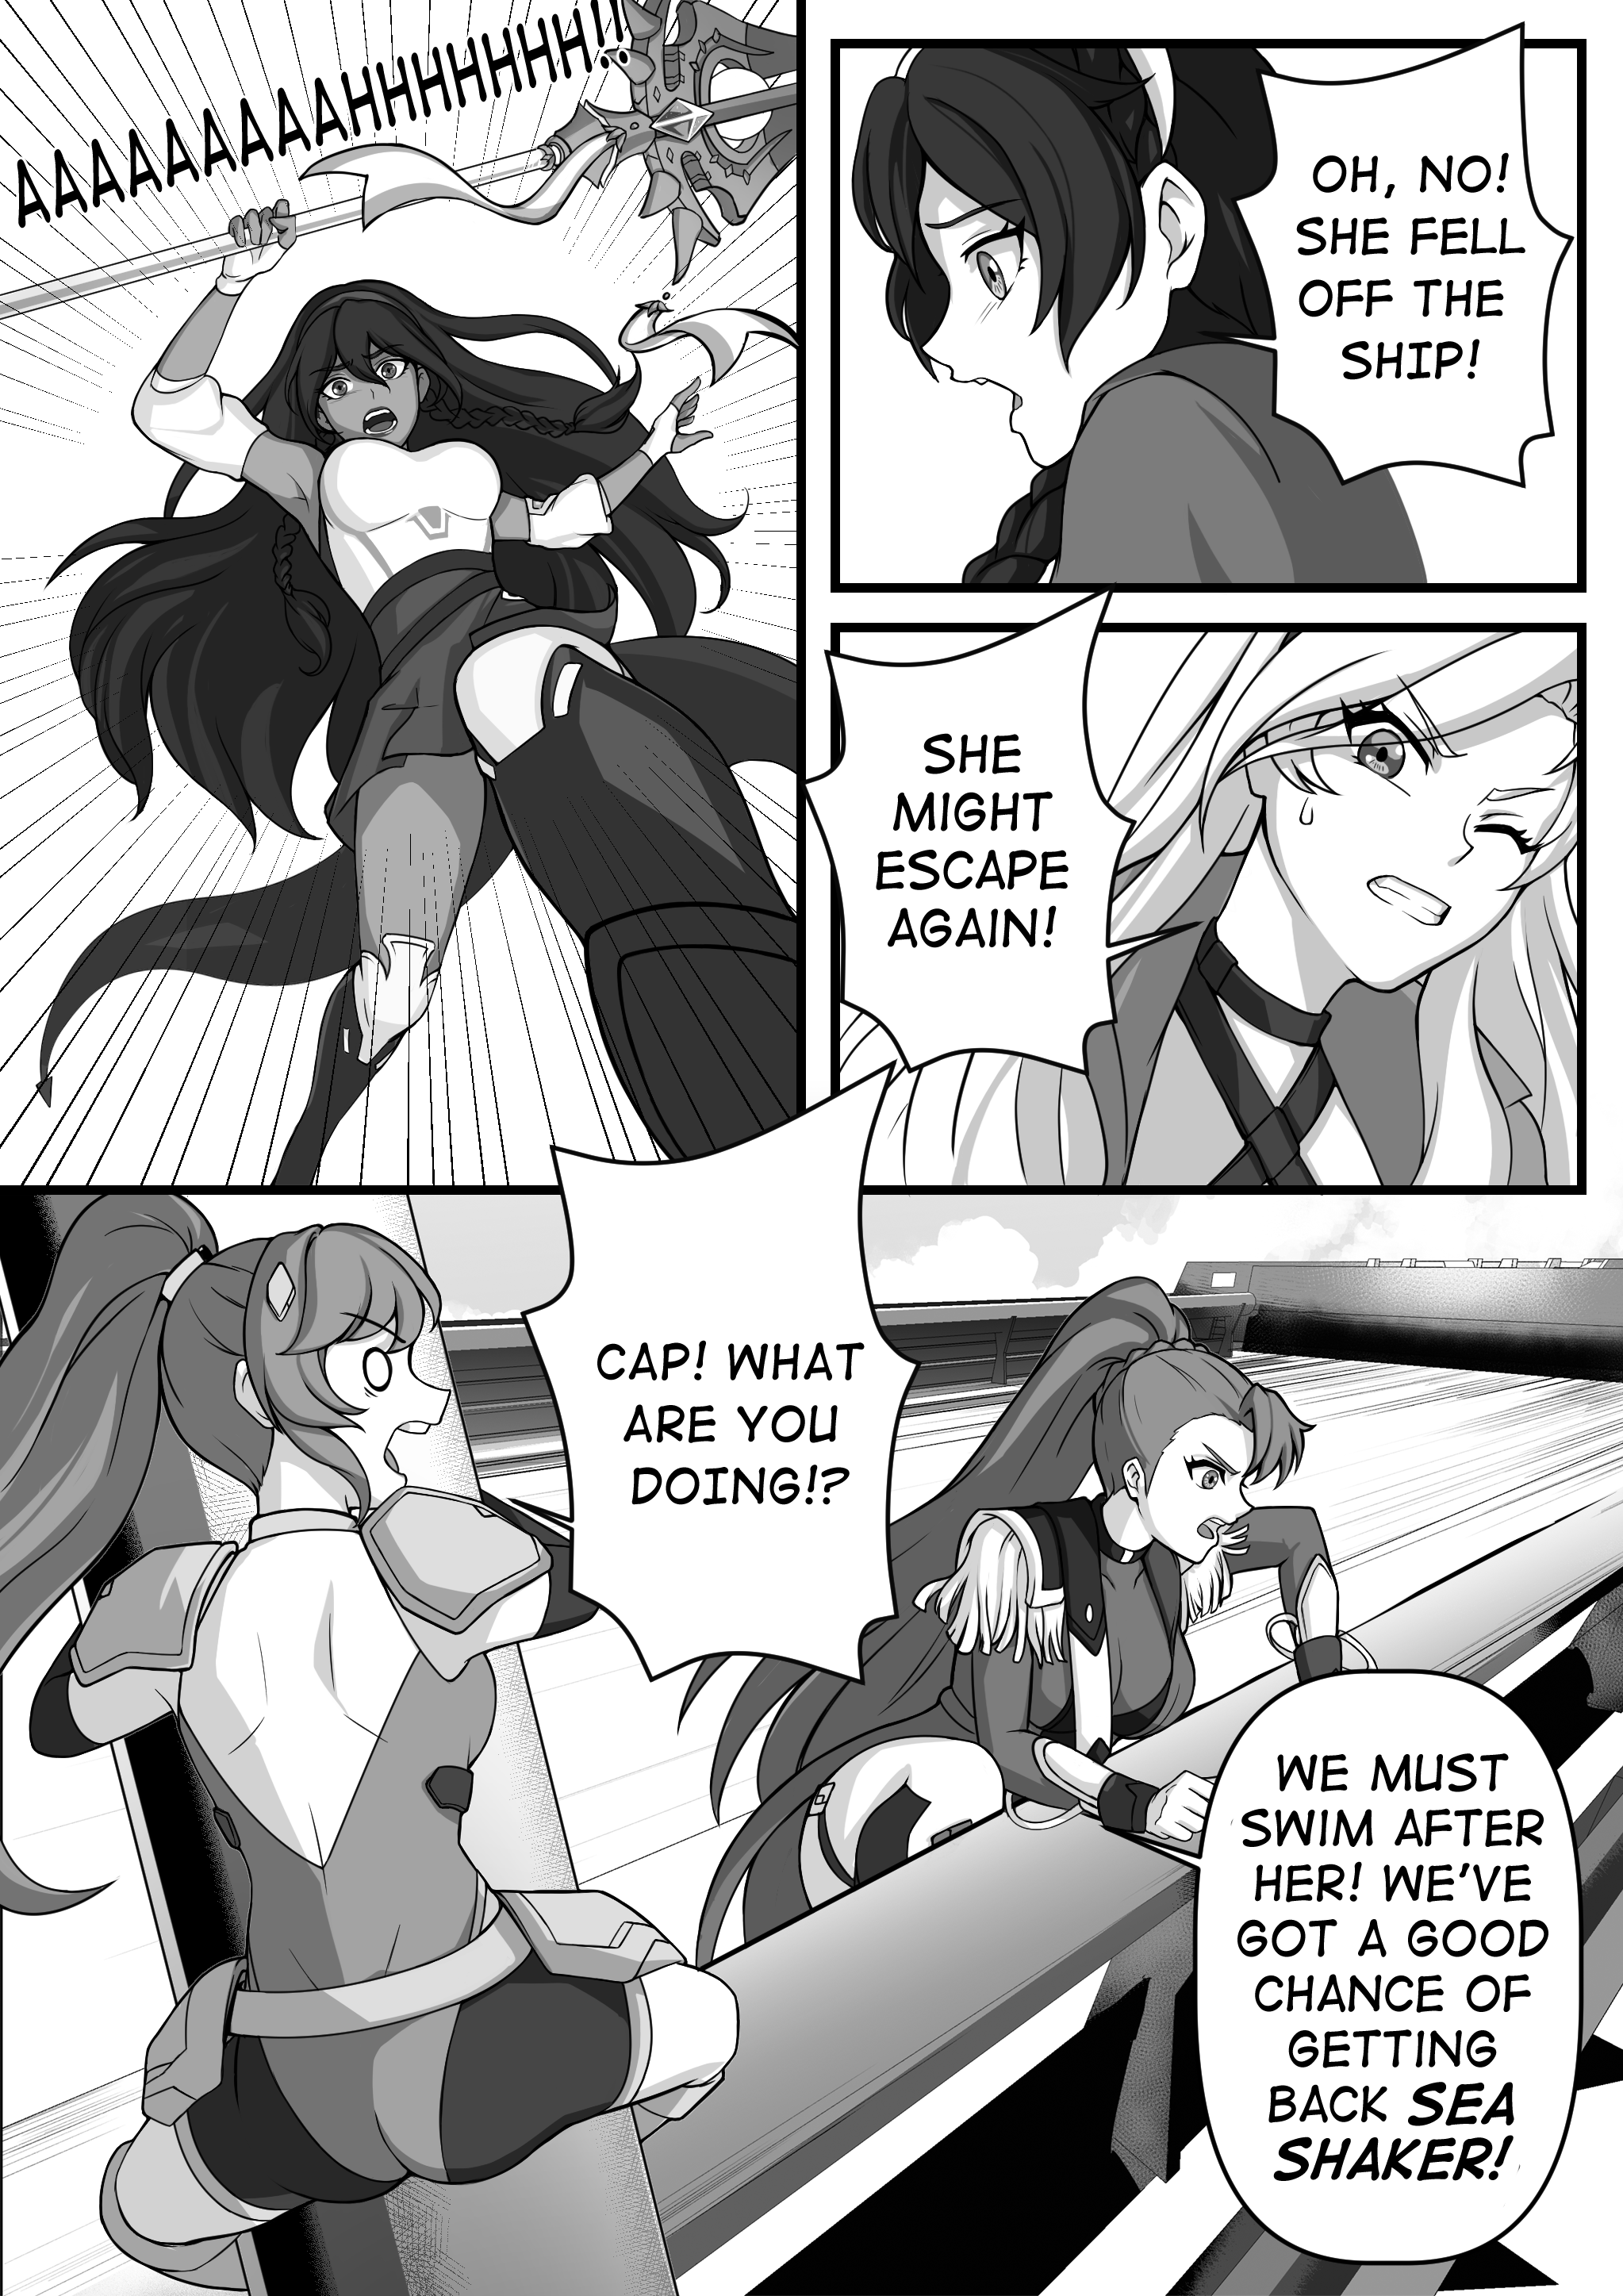 AAAAAAAAAHHHHHHH!!
OH, NO!
SHE FELL
OFF THE
SHIP!
SHE
MIGHT
ESCAPE
AGAIN!
CAP! WHAT
ARE YOU
DOING!?
WE MUST
SWIM AFTER
HER! WE'VE
GOT A GOOD
CHANCE OF
GETTING
BACK SEA
SHAKER!